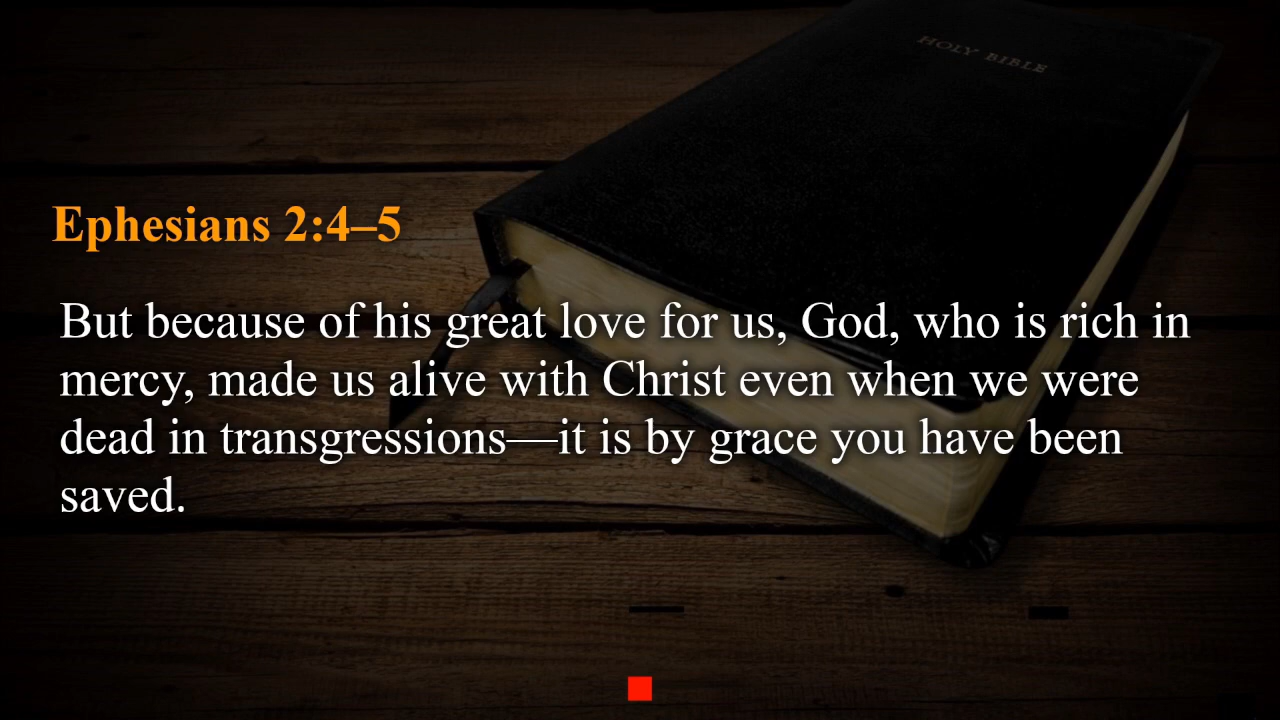 HOLY BIBLE
Ephesians 2:4–5
But because of his great love for us, God, who is rich in
mercy, made us alive with Christ even when we were
dead in transgressions—it is by grace you have been
saved.